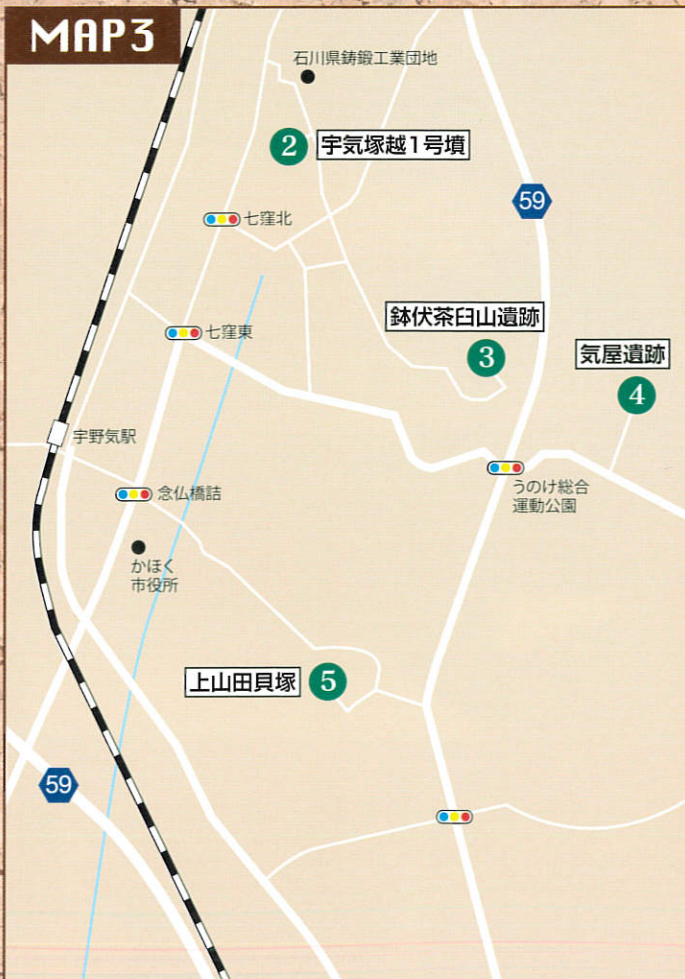 MAP3
石川県鋳鍛工業団地
2
宇気塚越1号墳
59
七窪北
鉢伏茶臼山遺跡
七窪東
3
気屋遺跡
4
宇野気駅
うのけ総合
運動公園
念仏橋詰
かほく
市役所
上山田貝塚
5
59